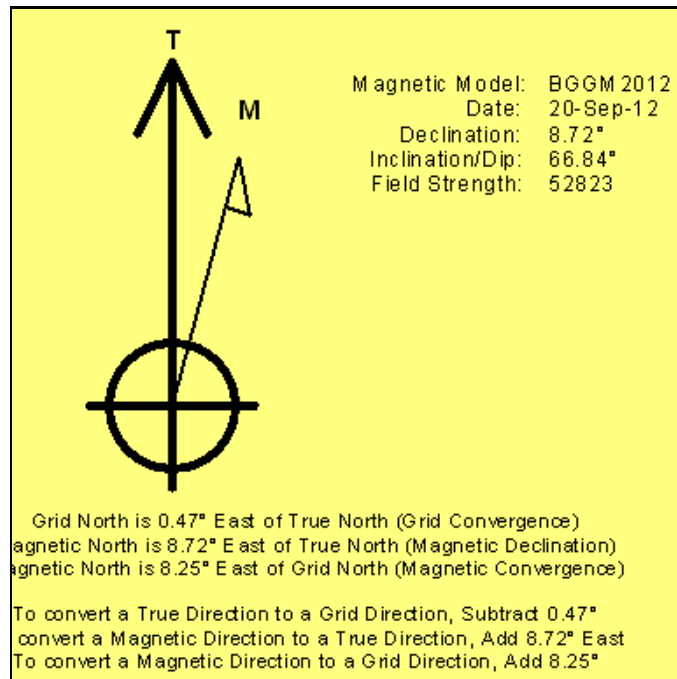 T
M
Magnetic Model: BGGM 2012
Date: 20-Sep-12
Declination: 8.72°
Inclination/Dip: 66.84°
Field Strength: 52823
Grid North is 0.47° East of True North (Grid Convergence)
agnetic North is 8.72° East of True North (Magnetic Declination)
agnetic North is 8.25° East of Grid North (Magnetic Convergence)
To convert a True Direction to a Grid Direction, Subtract 0.47°
convert a Magnetic Direction to a True Direction, Add 8.72° East
To convert a Magnetic Direction to a Grid Direction, Add 8.25°